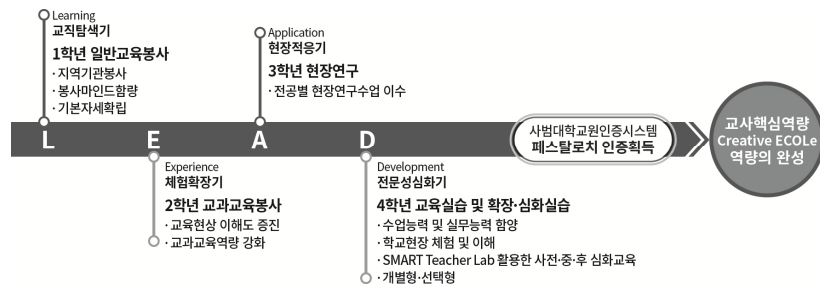 Learning
교직탐색기
1학년 일반교육봉사
· 지역기관봉사
· 봉사마인드함량
· 기본자세확립
Application
현장적응기
3학년 현장연구
· 전공별 현장연구수업 이수
L E A D
사범대학교원인증시스템
페스탈로치 인증획득
교사핵심역량
Creative ECOLe
역량의 완성
Experience
체험확장기
2학년 교과교육봉사
· 교육현상 이해도 증진
· 교과교육역량 강화
Development
전문성심화기
4학년 교육실습 및 확장·심화실습
· 수업능력 및 실무능력 함양
· 학교현장 체험 및 이해
· SMART Teacher Lab 활용한 사전·중·후 심화교육
· 개별형·선택형